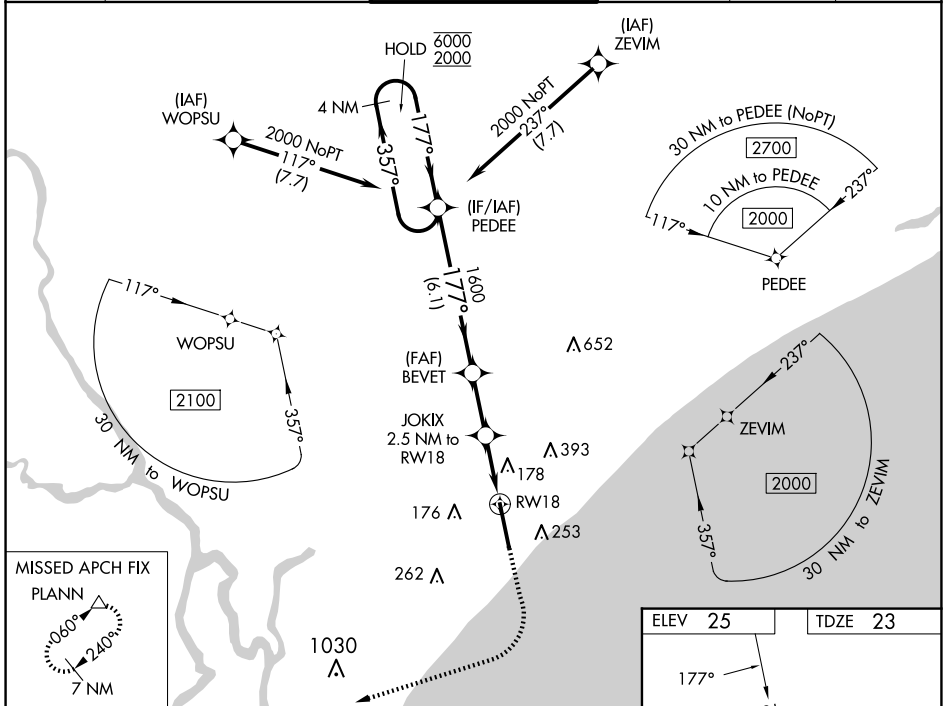 HOLD 6000
2000
(IAF)
ZEVIM
4 NM
(IAF)
WOPSU
2000 NoPT
117°
(7.7)
177°
357°
2000 NoPT
237°
(7.7)
(IF/IAF)
PEDEE
30 NM to PEDEE (NoPT)
2700
10 NM to PEDEE
2000
117°
237°
PEDEE
1600
177°
(6.1)
117°
WOPSU
2100
357°
30 NM to WOPSU
652
(FAF)
BEVET
JOKIX
2.5 NM to
RW18
393
178
RW18
176
253
262
1030
237°
ZEVIM
2000
357°
30 NM to ZEVIM
MISSED APCH FIX
PLANN
060°
240°
7 NM
ELEV 25
TDZE 23
177°